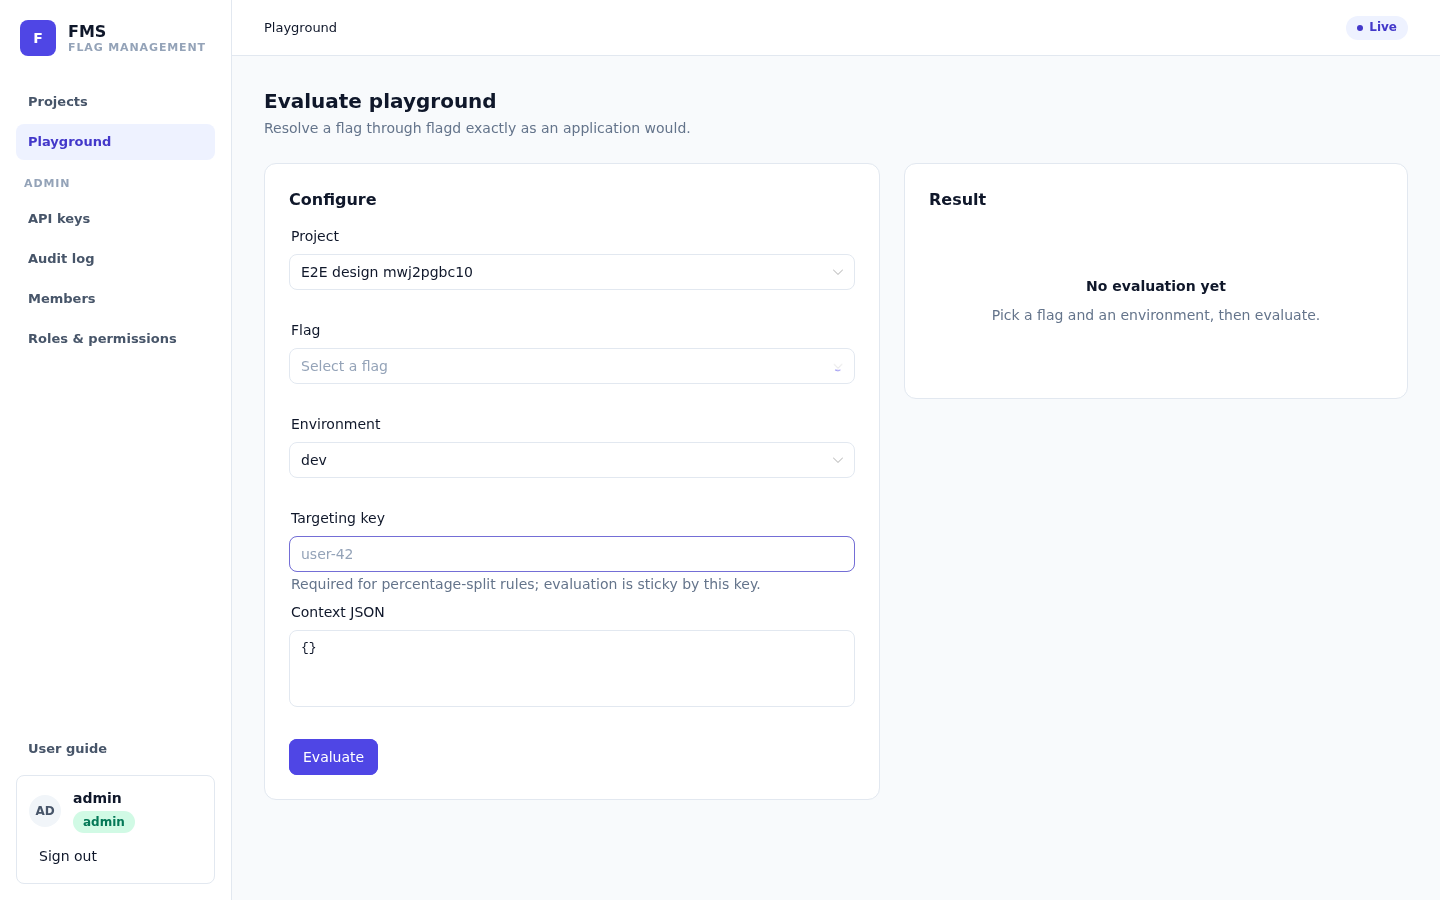 F
FMS
FLAG MANAGEMENT
Projects
Playground
ADMIN
API keys
Audit log
Members
Roles & permissions
User guide
AD
admin
admin
Sign out
Playground
Live
Evaluate playground
Resolve a flag through flagd exactly as an application would.
Configure
Project
E2E design mwj2pgbc10
Flag
Select a flag
Environment
dev
Targeting key
user-42
Required for percentage-split rules; evaluation is sticky by this key.
Context JSON
{}
Evaluate
Result
No evaluation yet
Pick a flag and an environment, then evaluate.